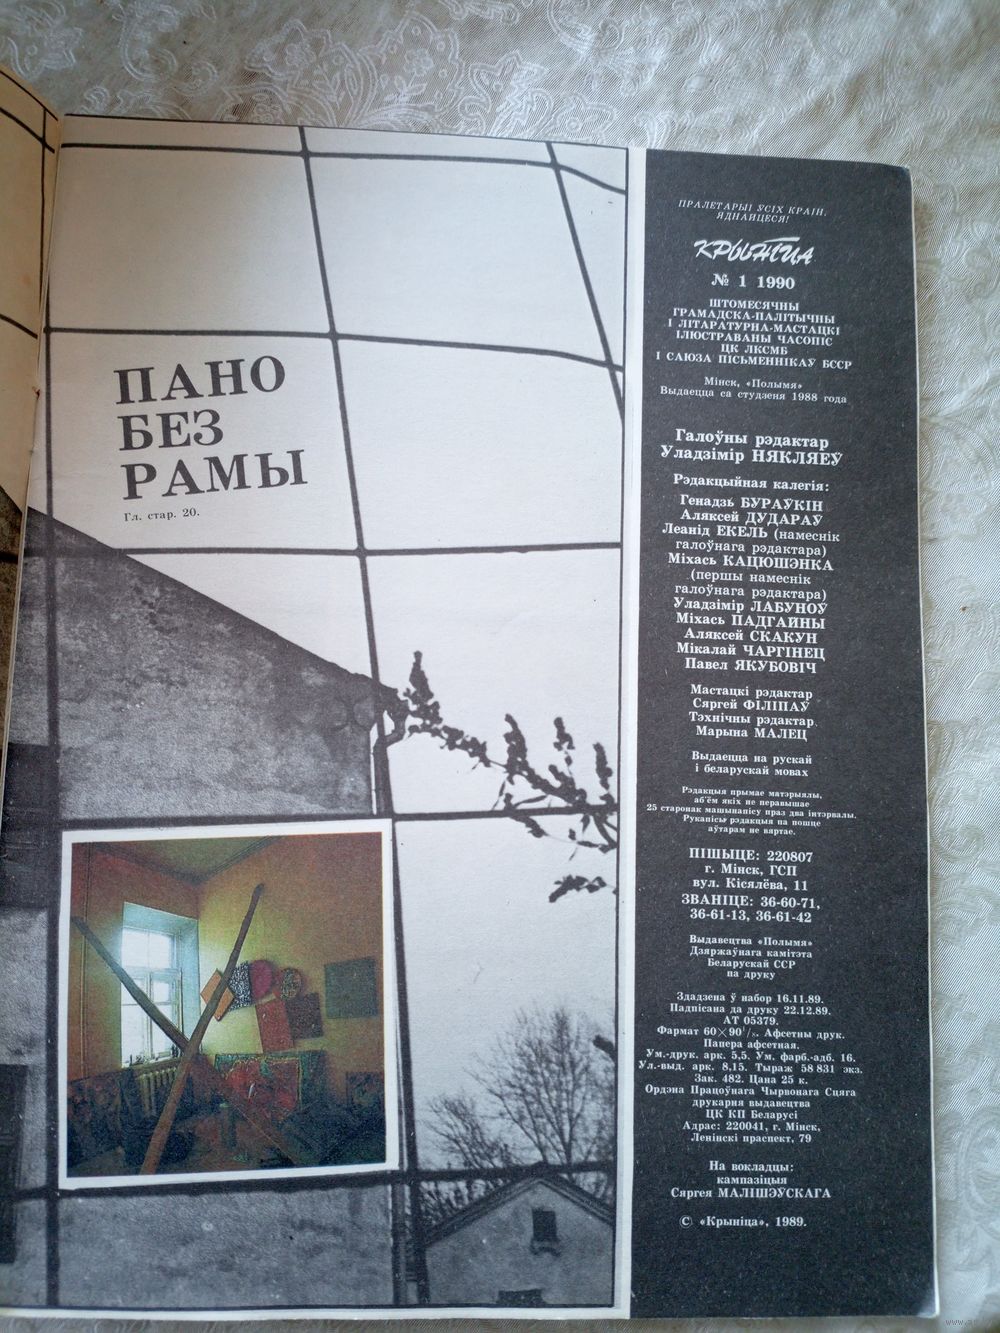 ПАНО
БЕЗ
РАМЫ
Гл. стар. 20.
ПРАЛЕТАРЫІ ЎСІХ КРАІН,
ЯДНАЙЦЕСЯ!
КРЫНІЦА
№ 1 1990
ШТОМЕСЯЧНЫ
ГРАМАДСКА-ПАЛІТЫЧНЫ
І ЛІТАРАТУРНА-МАСТАЦКІ
ІЛЮСТРАВАНЫ ЧАСОПІС
ЦК ЛКСМБ
І САЮЗА ПІСЬМЕННІКАЎ БССР
Мінск, «Полымя»
Выдаецца са студзеня 1988 года
Галоўны рэдактар
Уладзімір НЯКЛЯЕЎ
Рэдакцыйная калегія:
Генадзь БУРАЎКІН
Аляксей ДУДАРАЎ
Леанід ЕКЕЛЬ (намеснік
галоўнага рэдактара)
Міхась КАЦЮШЭНКА
(першы намеснік
галоўнага рэдактара)
Уладзімір ЛАБУНОЎ
Міхась ПАДГАЙНЫ
Аляксей СКАКУН
Мікалай ЧАРГІНЕЦ
Павел ЯКУБОВІЧ
Мастацкі рэдактар
Сяргей ФІЛІПАЎ
Тэхнічны рэдактар
Марына МАЛЕЦ
Выдаецца на рускай
і беларускай мовах
Рэдакцыя прымае матэрыялы,
аб'ём якіх не перавышае
25 старонак машынапісу праз два інтэрвалы.
Рукапісы рэдакцыя па пошце
аўтарам не вяртае.
ПІШЫЦЕ: 220807
г. Мінск, ГСП
вул. Кісялёва, 11
ЗВАНІЦЕ: 36-60-71,
36-61-13, 36-61-42
Выдавецтва «Полымя»
Дзяржаўнага камітэта
Беларускай ССР
па друку
Здадзена ў набор 16.11.89.
Падпісана да друку 22.12.89.
АТ 05379.
Фармат 60×90¹/₈. Афсетны друк.
Папера афсетная.
Ум.-друк. арк. 5,5. Ум. фарб.-адб. 16.
Ул.-выд. арк. 8,15. Тыраж 58 831 экз.
Зак. 482. Цана 25 к.
Ордэна Працоўнага Чырвонага Сцяга
друкарня выдавецтва
ЦК КП Беларусі
Адрас: 220041, г. Мінск,
Ленінскі праспект, 79
На вокладцы:
кампазіцыя
Сяргея МАЛІШЭЎСКАГА
© «Крыніца», 1989.